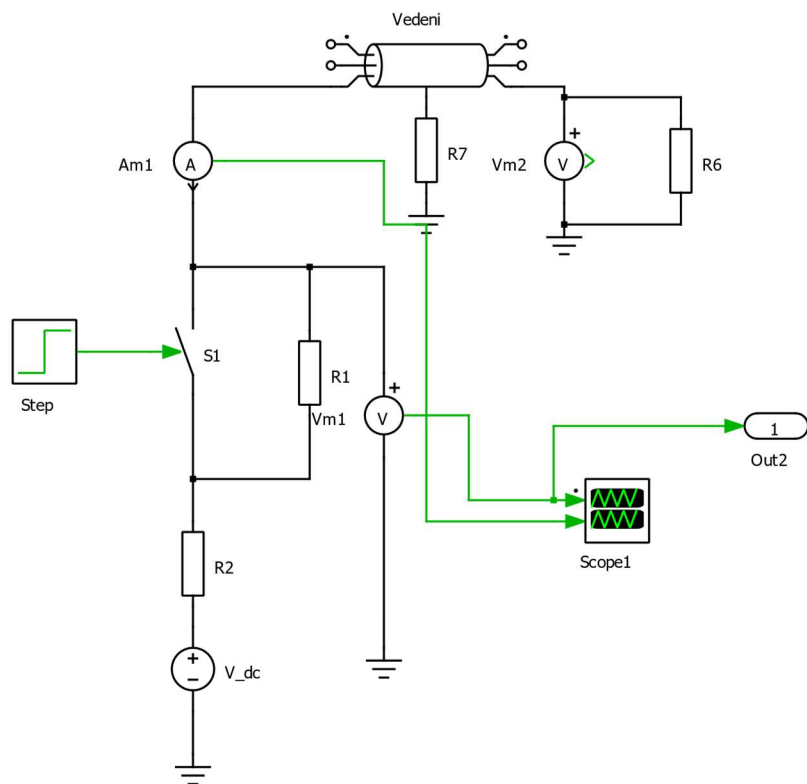 Vedeni
Am1
A
R7
Vm2
+
V
R6
S1
R1
Step
Vm1
+
V
1
Out2
Scope1
R2
+
−
V_dc